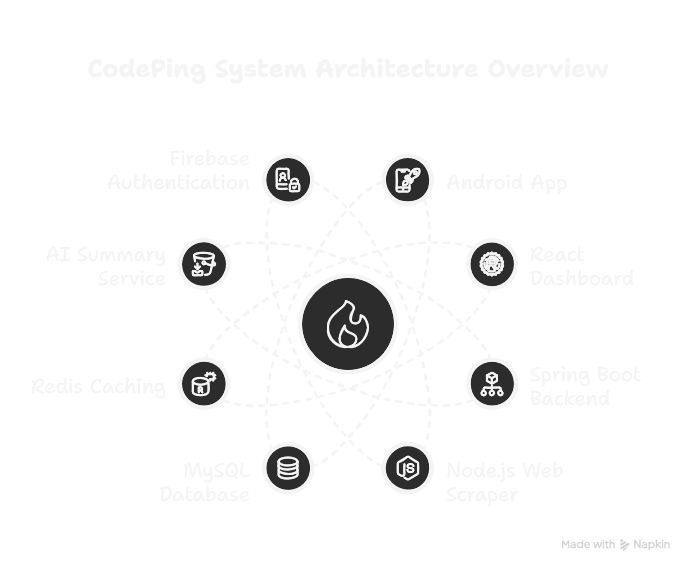 CodePing System Architecture Overview
Firebase
Authentication
Android App
AI Summary
Service
React
Dashboard
Redis Caching
Spring Boot
Backend
MySQL
Database
Node.js Web
Scraper
JS
Made with Napkin